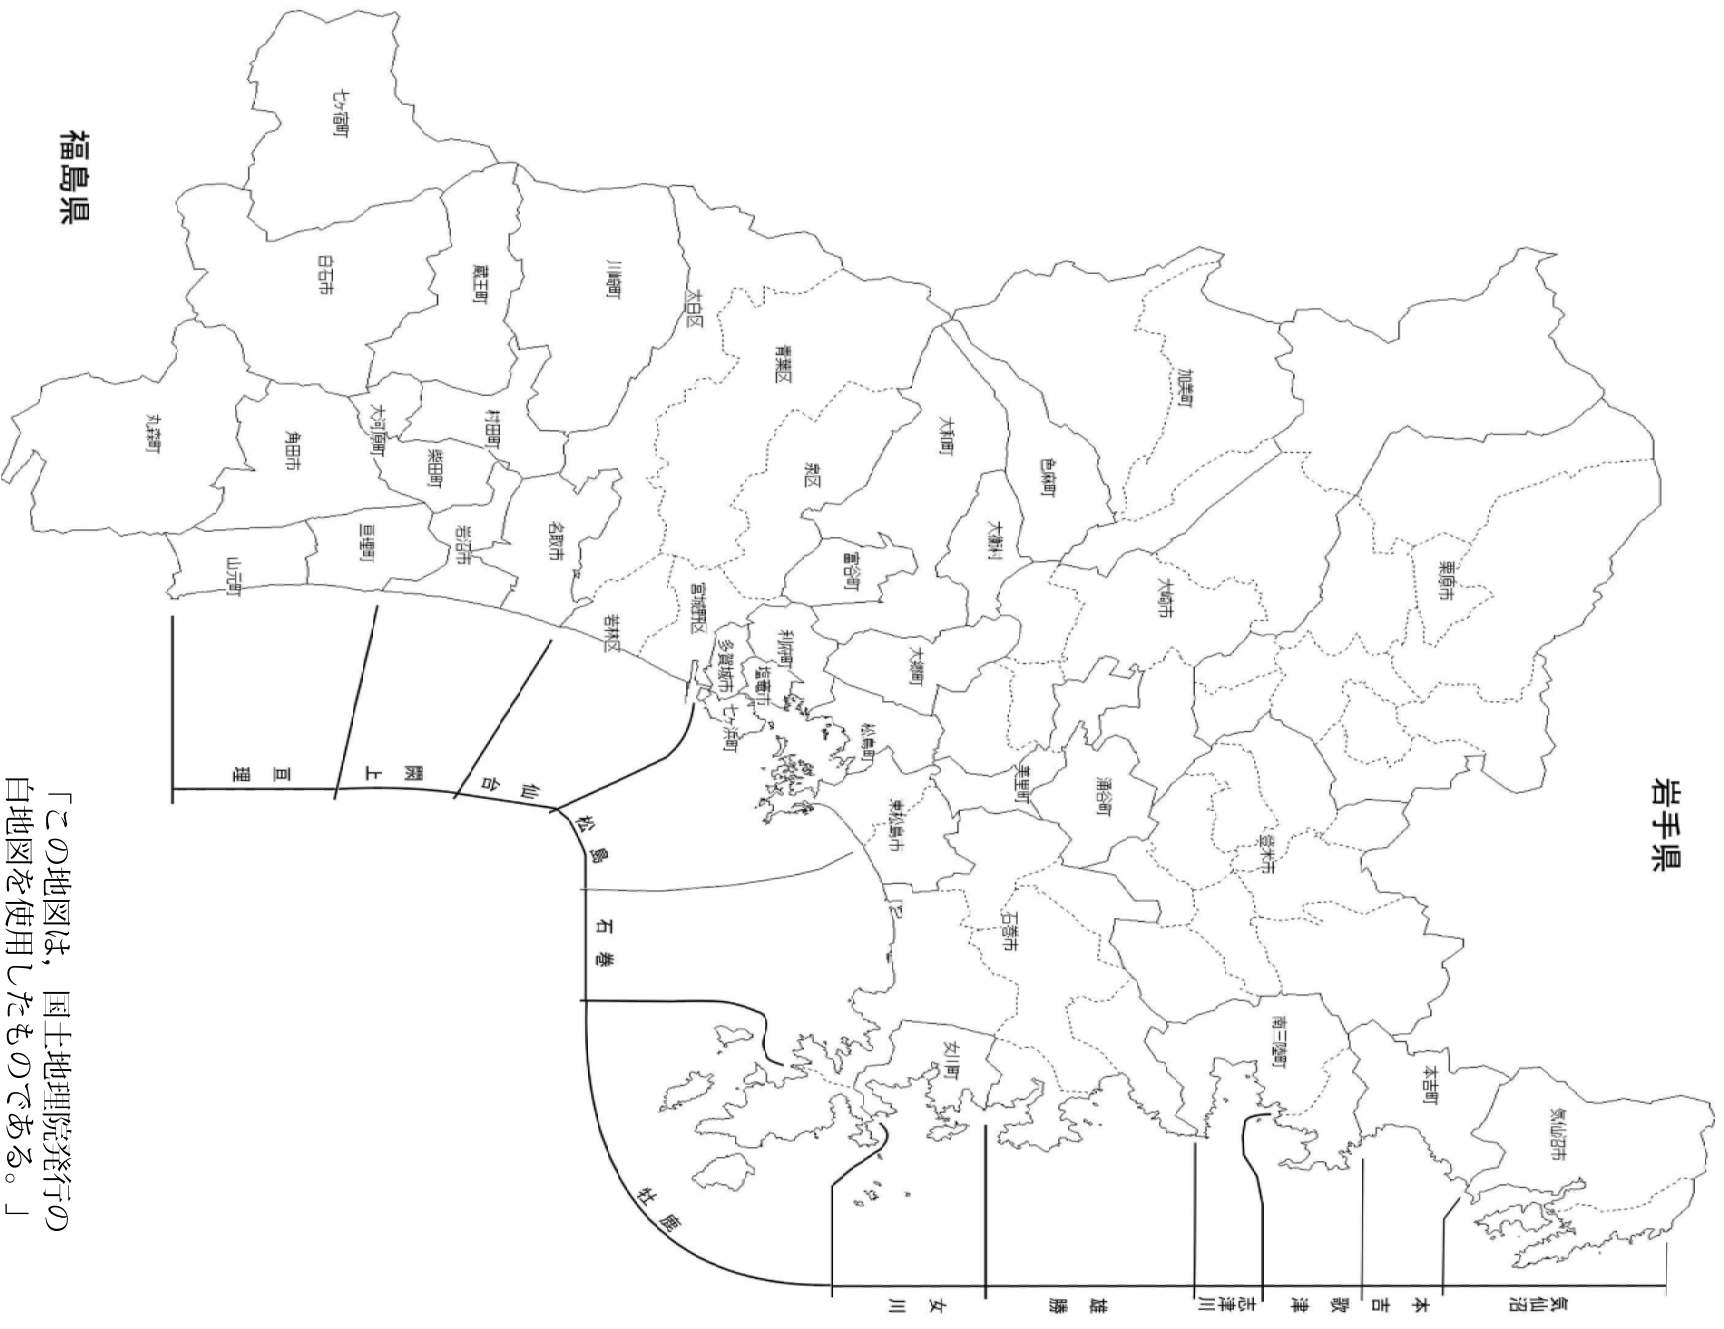 岩手県
気仙沼市
気仙沼
栗原市
本吉町
本吉
歌津
南三陸町
登米市
志津川
加美町
大崎市
涌谷町
雄勝
色麻町
美里町
石巻市
大衡村
大和町
女川町
女川
大郷町
東松島市
松島町
富谷町
泉区
青葉区
利府町
塩竈市
多賀城市
七ヶ浜町
宮城野区
太白区
若林区
川崎町
牡鹿
石巻
松島
名取市
仙台
村田町
蔵王町
岩沼市
柴田町
閖上
大河原町
亘理町
七ヶ宿町
白石市
角田市
亘理
山元町
丸森町
福島県
「この地図は，国土地理院発行の
白地図を使用したものである。」